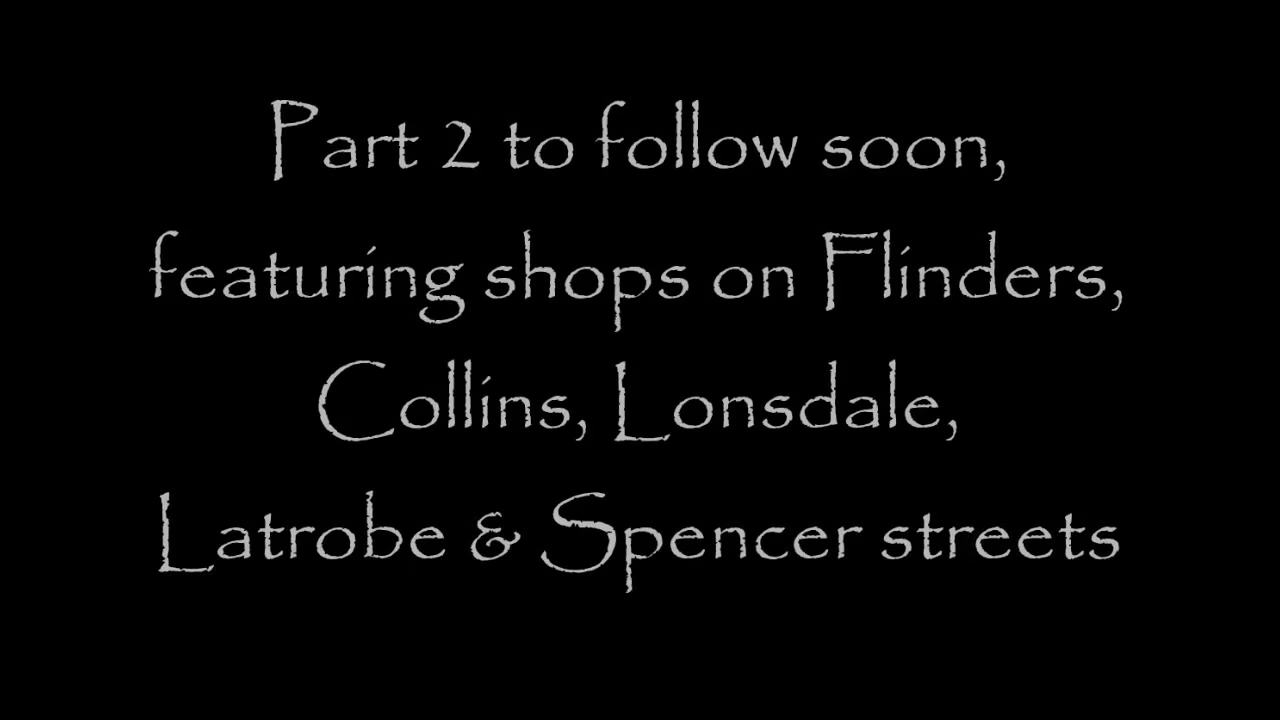 Part 2 to follow soon,
featuring shops on Flinders,
Collins, Lonsdale,
Latrobe & Spencer streets